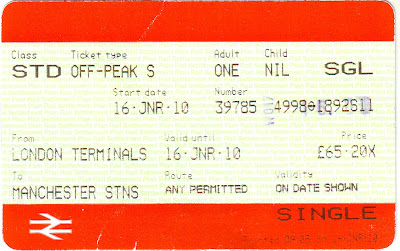 Class Ticket type Adult Child
STD OFF-PEAK S ONE NIL SGL
Start date Number
16·JNR·10 39785 4998 1892S11
From Valid until Price
LONDON TERMINALS 16·JNR·10 £65·20X
To Route Validity
MANCHESTER STNS ANY PERMITTED ON DATE SHOWN
SINGLE